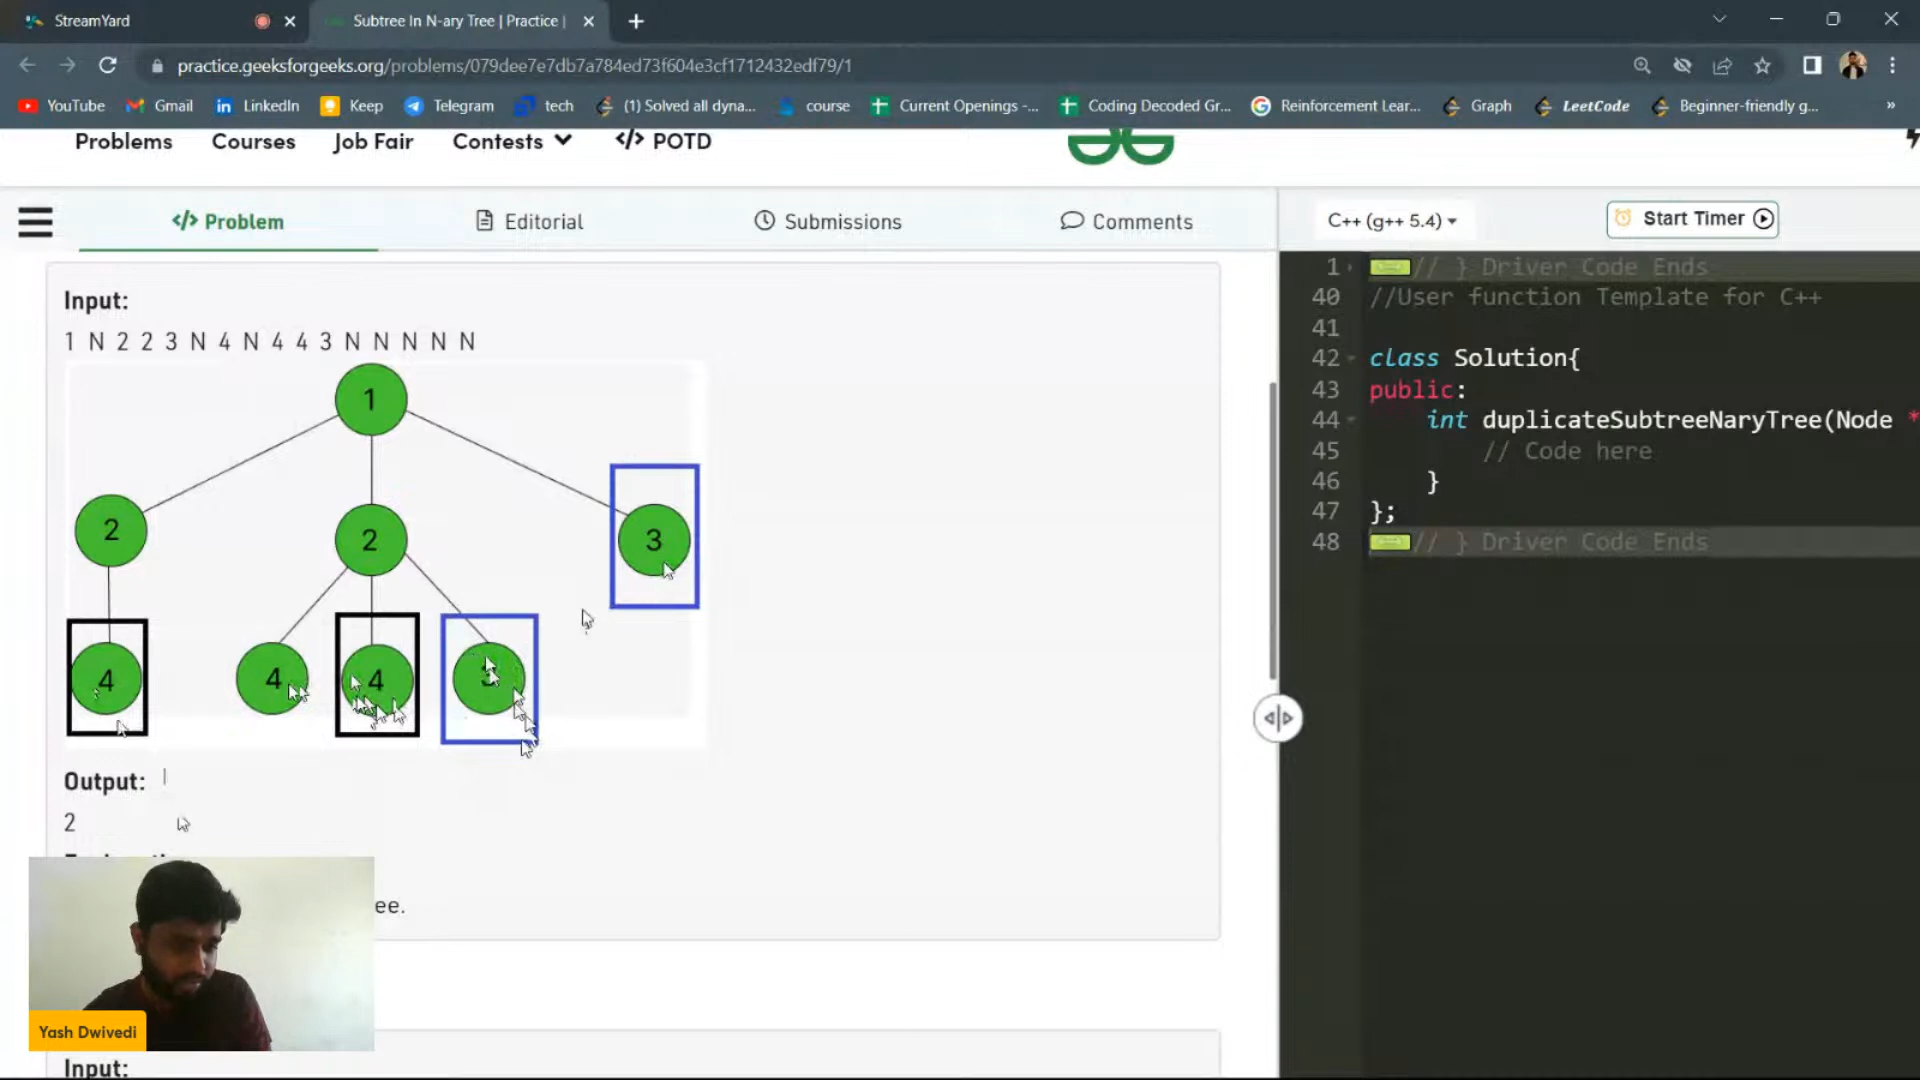 StreamYard
Subtree In N-ary Tree | Practice |
practice.geeksforgeeks.org/problems/079dee7e7db7a784ed73f604e3cf1712432edf79/1
YouTube Gmail LinkedIn Keep Telegram tech (1) Solved all dyna... course Current Openings -... Coding Decoded Gr... Reinforcement Lear... Graph LeetCode Beginner-friendly g... »
Problems Courses Job Fair Contests </> POTD
</> Problem Editorial Submissions Comments
C++ (g++ 5.4) Start Timer
Input:
1 N 2 2 3 N 4 N 4 4 3 N N N N N
1
2 2 3
4 4 4 3
Output:
2
ee.
Yash Dwivedi
Input:
1 // } Driver Code Ends
40 //User function Template for C++
41
42 class Solution{
43 public:
44 int duplicateSubtreeNaryTree(Node *
45 // Code here
46 }
47 };
48 // } Driver Code Ends